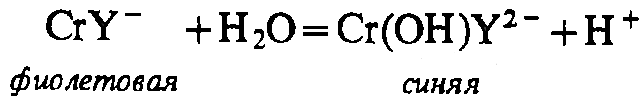 CrY⁻ + H₂O = Cr(OH)Y²⁻ + H⁺
фиолетовая синяя